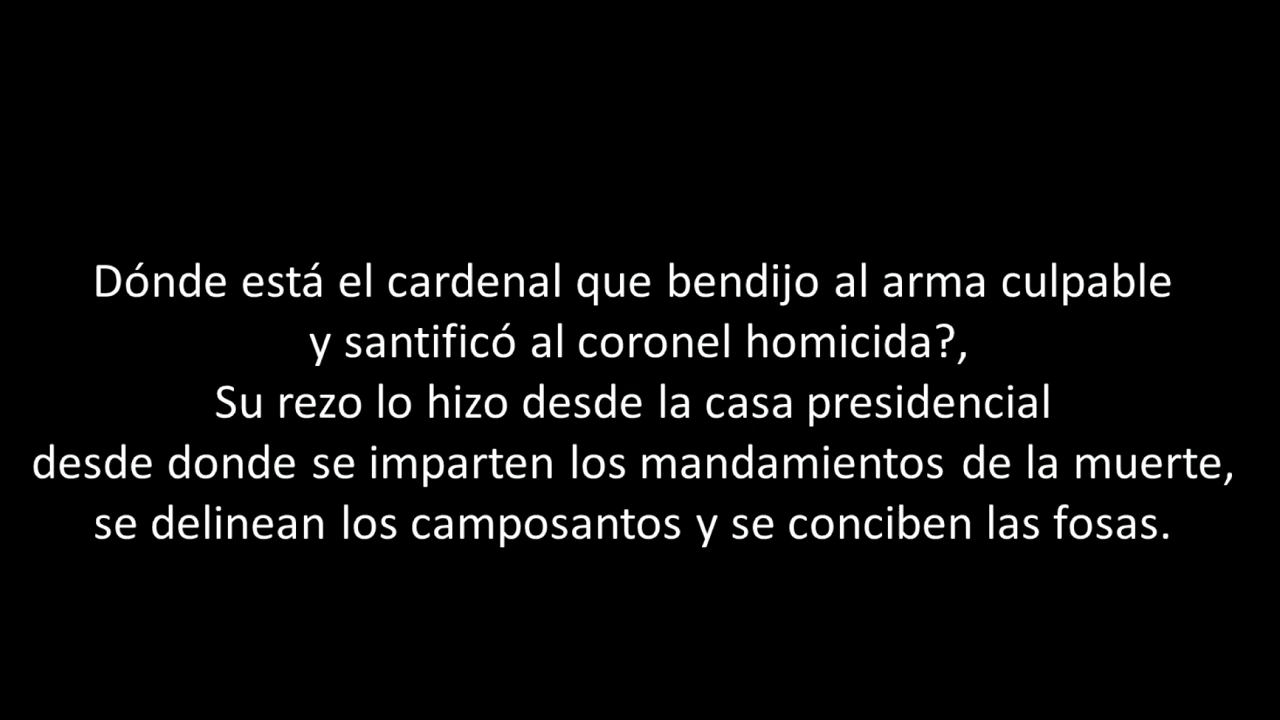 Dónde está el cardenal que bendijo al arma culpable
y santificó al coronel homicida?,
Su rezo lo hizo desde la casa presidencial
desde donde se imparten los mandamientos de la muerte,
se delinean los camposantos y se conciben las fosas.